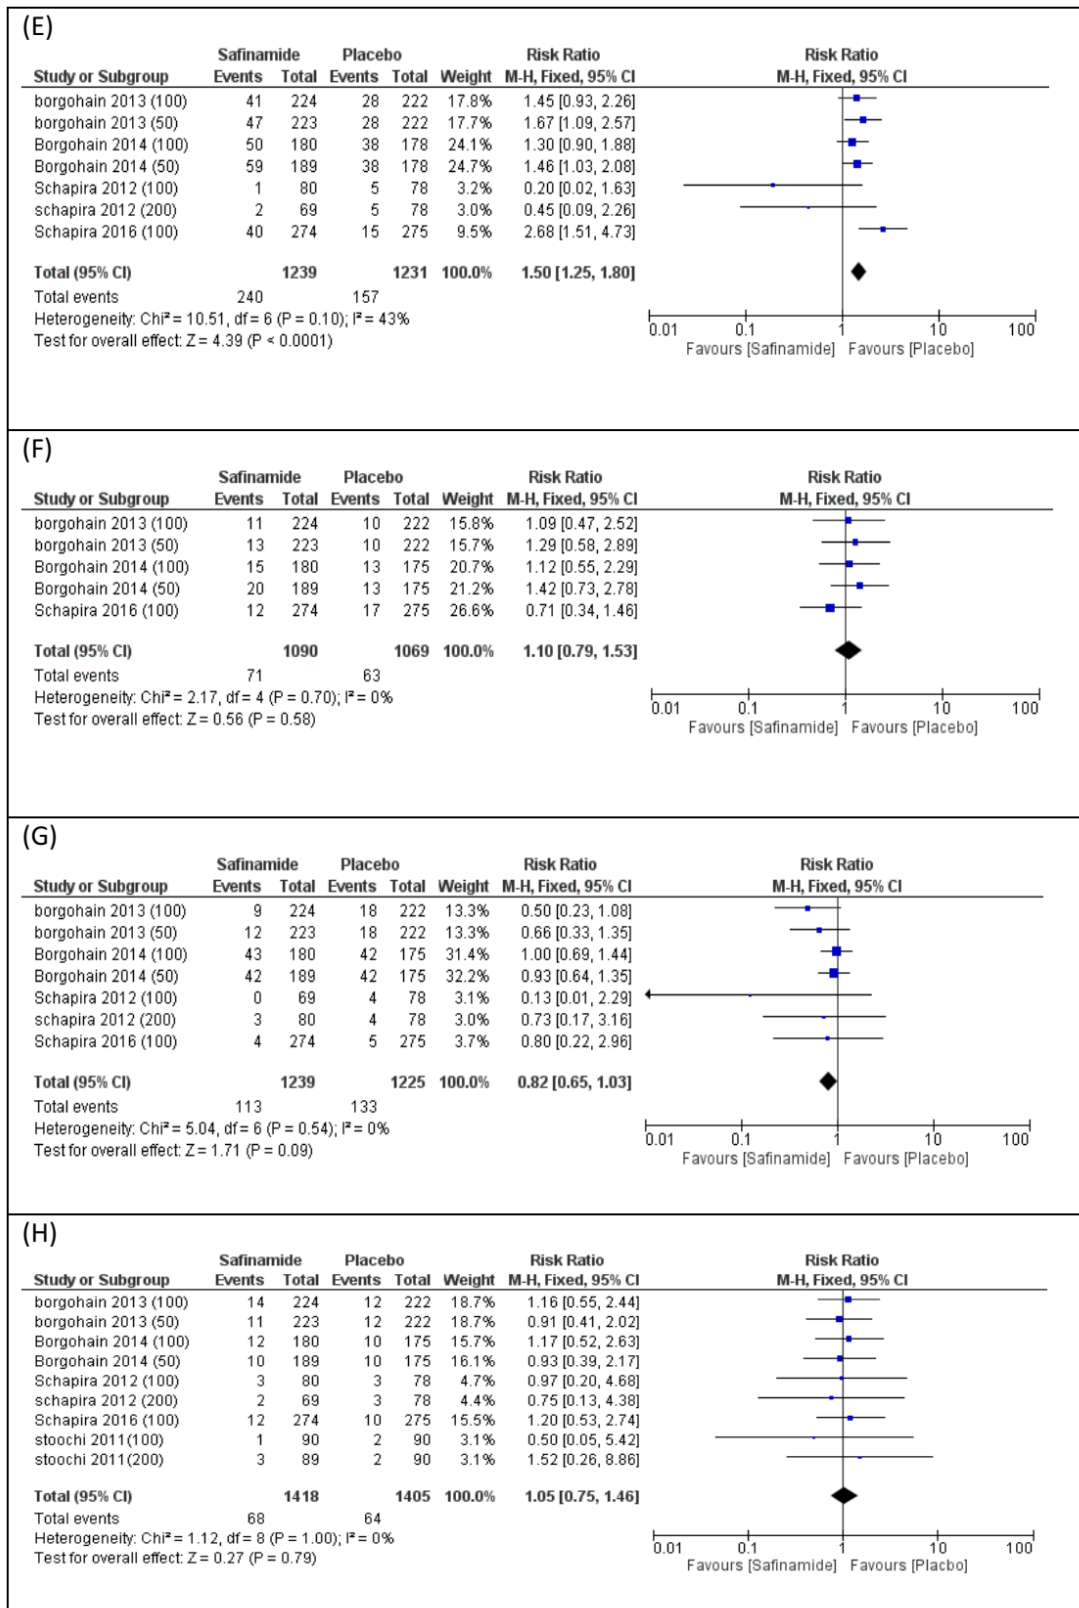 (E)
Safinamide Placebo Risk Ratio Risk Ratio
Study or Subgroup Events Total Events Total Weight M-H, Fixed, 95% CI M-H, Fixed, 95% CI
borgohain 2013 (100) 41 224 28 222 17.8% 1.45 [0.93, 2.26]
borgohain 2013 (50) 47 223 28 222 17.7% 1.67 [1.09, 2.57]
Borgohain 2014 (100) 50 180 38 178 24.1% 1.30 [0.90, 1.88]
Borgohain 2014 (50) 59 189 38 178 24.7% 1.46 [1.03, 2.08]
Schapira 2012 (100) 1 80 5 78 3.2% 0.20 [0.02, 1.63]
schapira 2012 (200) 2 69 5 78 3.0% 0.45 [0.09, 2.26]
Schapira 2016 (100) 40 274 15 275 9.5% 2.68 [1.51, 4.73]
Total (95% CI) 1239 1231 100.0% 1.50 [1.25, 1.80]
Total events 240 157
Heterogeneity: Chi² = 10.51, df = 6 (P = 0.10); I² = 43%
Test for overall effect: Z = 4.39 (P < 0.0001)
0.01 0.1 1 10 100
Favours [Safinamide] Favours [Placebo]
(F)
Safinamide Placebo Risk Ratio Risk Ratio
Study or Subgroup Events Total Events Total Weight M-H, Fixed, 95% CI M-H, Fixed, 95% CI
borgohain 2013 (100) 11 224 10 222 15.8% 1.09 [0.47, 2.52]
borgohain 2013 (50) 13 223 10 222 15.7% 1.29 [0.58, 2.89]
Borgohain 2014 (100) 15 180 13 175 20.7% 1.12 [0.55, 2.29]
Borgohain 2014 (50) 20 189 13 175 21.2% 1.42 [0.73, 2.78]
Schapira 2016 (100) 12 274 17 275 26.6% 0.71 [0.34, 1.46]
Total (95% CI) 1090 1069 100.0% 1.10 [0.79, 1.53]
Total events 71 63
Heterogeneity: Chi² = 2.17, df = 4 (P = 0.70); I² = 0%
Test for overall effect: Z = 0.56 (P = 0.58)
0.01 0.1 1 10 100
Favours [Safinamide] Favours [Placebo]
(G)
Safinamide Placebo Risk Ratio Risk Ratio
Study or Subgroup Events Total Events Total Weight M-H, Fixed, 95% CI M-H, Fixed, 95% CI
borgohain 2013 (100) 9 224 18 222 13.3% 0.50 [0.23, 1.08]
borgohain 2013 (50) 12 223 18 222 13.3% 0.66 [0.33, 1.35]
Borgohain 2014 (100) 43 180 42 175 31.4% 1.00 [0.69, 1.44]
Borgohain 2014 (50) 42 189 42 175 32.2% 0.93 [0.64, 1.35]
Schapira 2012 (100) 0 69 4 78 3.1% 0.13 [0.01, 2.29]
schapira 2012 (200) 3 80 4 78 3.0% 0.73 [0.17, 3.16]
Schapira 2016 (100) 4 274 5 275 3.7% 0.80 [0.22, 2.96]
Total (95% CI) 1239 1225 100.0% 0.82 [0.65, 1.03]
Total events 113 133
Heterogeneity: Chi² = 5.04, df = 6 (P = 0.54); I² = 0%
Test for overall effect: Z = 1.71 (P = 0.09)
0.01 0.1 1 10 100
Favours [Safinamide] Favours [Placebo]
(H)
Safinamide Placebo Risk Ratio Risk Ratio
Study or Subgroup Events Total Events Total Weight M-H, Fixed, 95% CI M-H, Fixed, 95% CI
borgohain 2013 (100) 14 224 12 222 18.7% 1.16 [0.55, 2.44]
borgohain 2013 (50) 11 223 12 222 18.7% 0.91 [0.41, 2.02]
Borgohain 2014 (100) 12 180 10 175 15.7% 1.17 [0.52, 2.63]
Borgohain 2014 (50) 10 189 10 175 16.1% 0.93 [0.39, 2.17]
Schapira 2012 (100) 3 80 3 78 4.7% 0.97 [0.20, 4.68]
schapira 2012 (200) 2 69 3 78 4.4% 0.75 [0.13, 4.38]
Schapira 2016 (100) 12 274 10 275 15.5% 1.20 [0.53, 2.74]
stoochi 2011(100) 1 90 2 90 3.1% 0.50 [0.05, 5.42]
stoochi 2011(200) 3 89 2 90 3.1% 1.52 [0.26, 8.86]
Total (95% CI) 1418 1405 100.0% 1.05 [0.75, 1.46]
Total events 68 64
Heterogeneity: Chi² = 1.12, df = 8 (P = 1.00); I² = 0%
Test for overall effect: Z = 0.27 (P = 0.79)
0.01 0.1 1 10 100
Favours [Safinamide] Favours [Placbo]